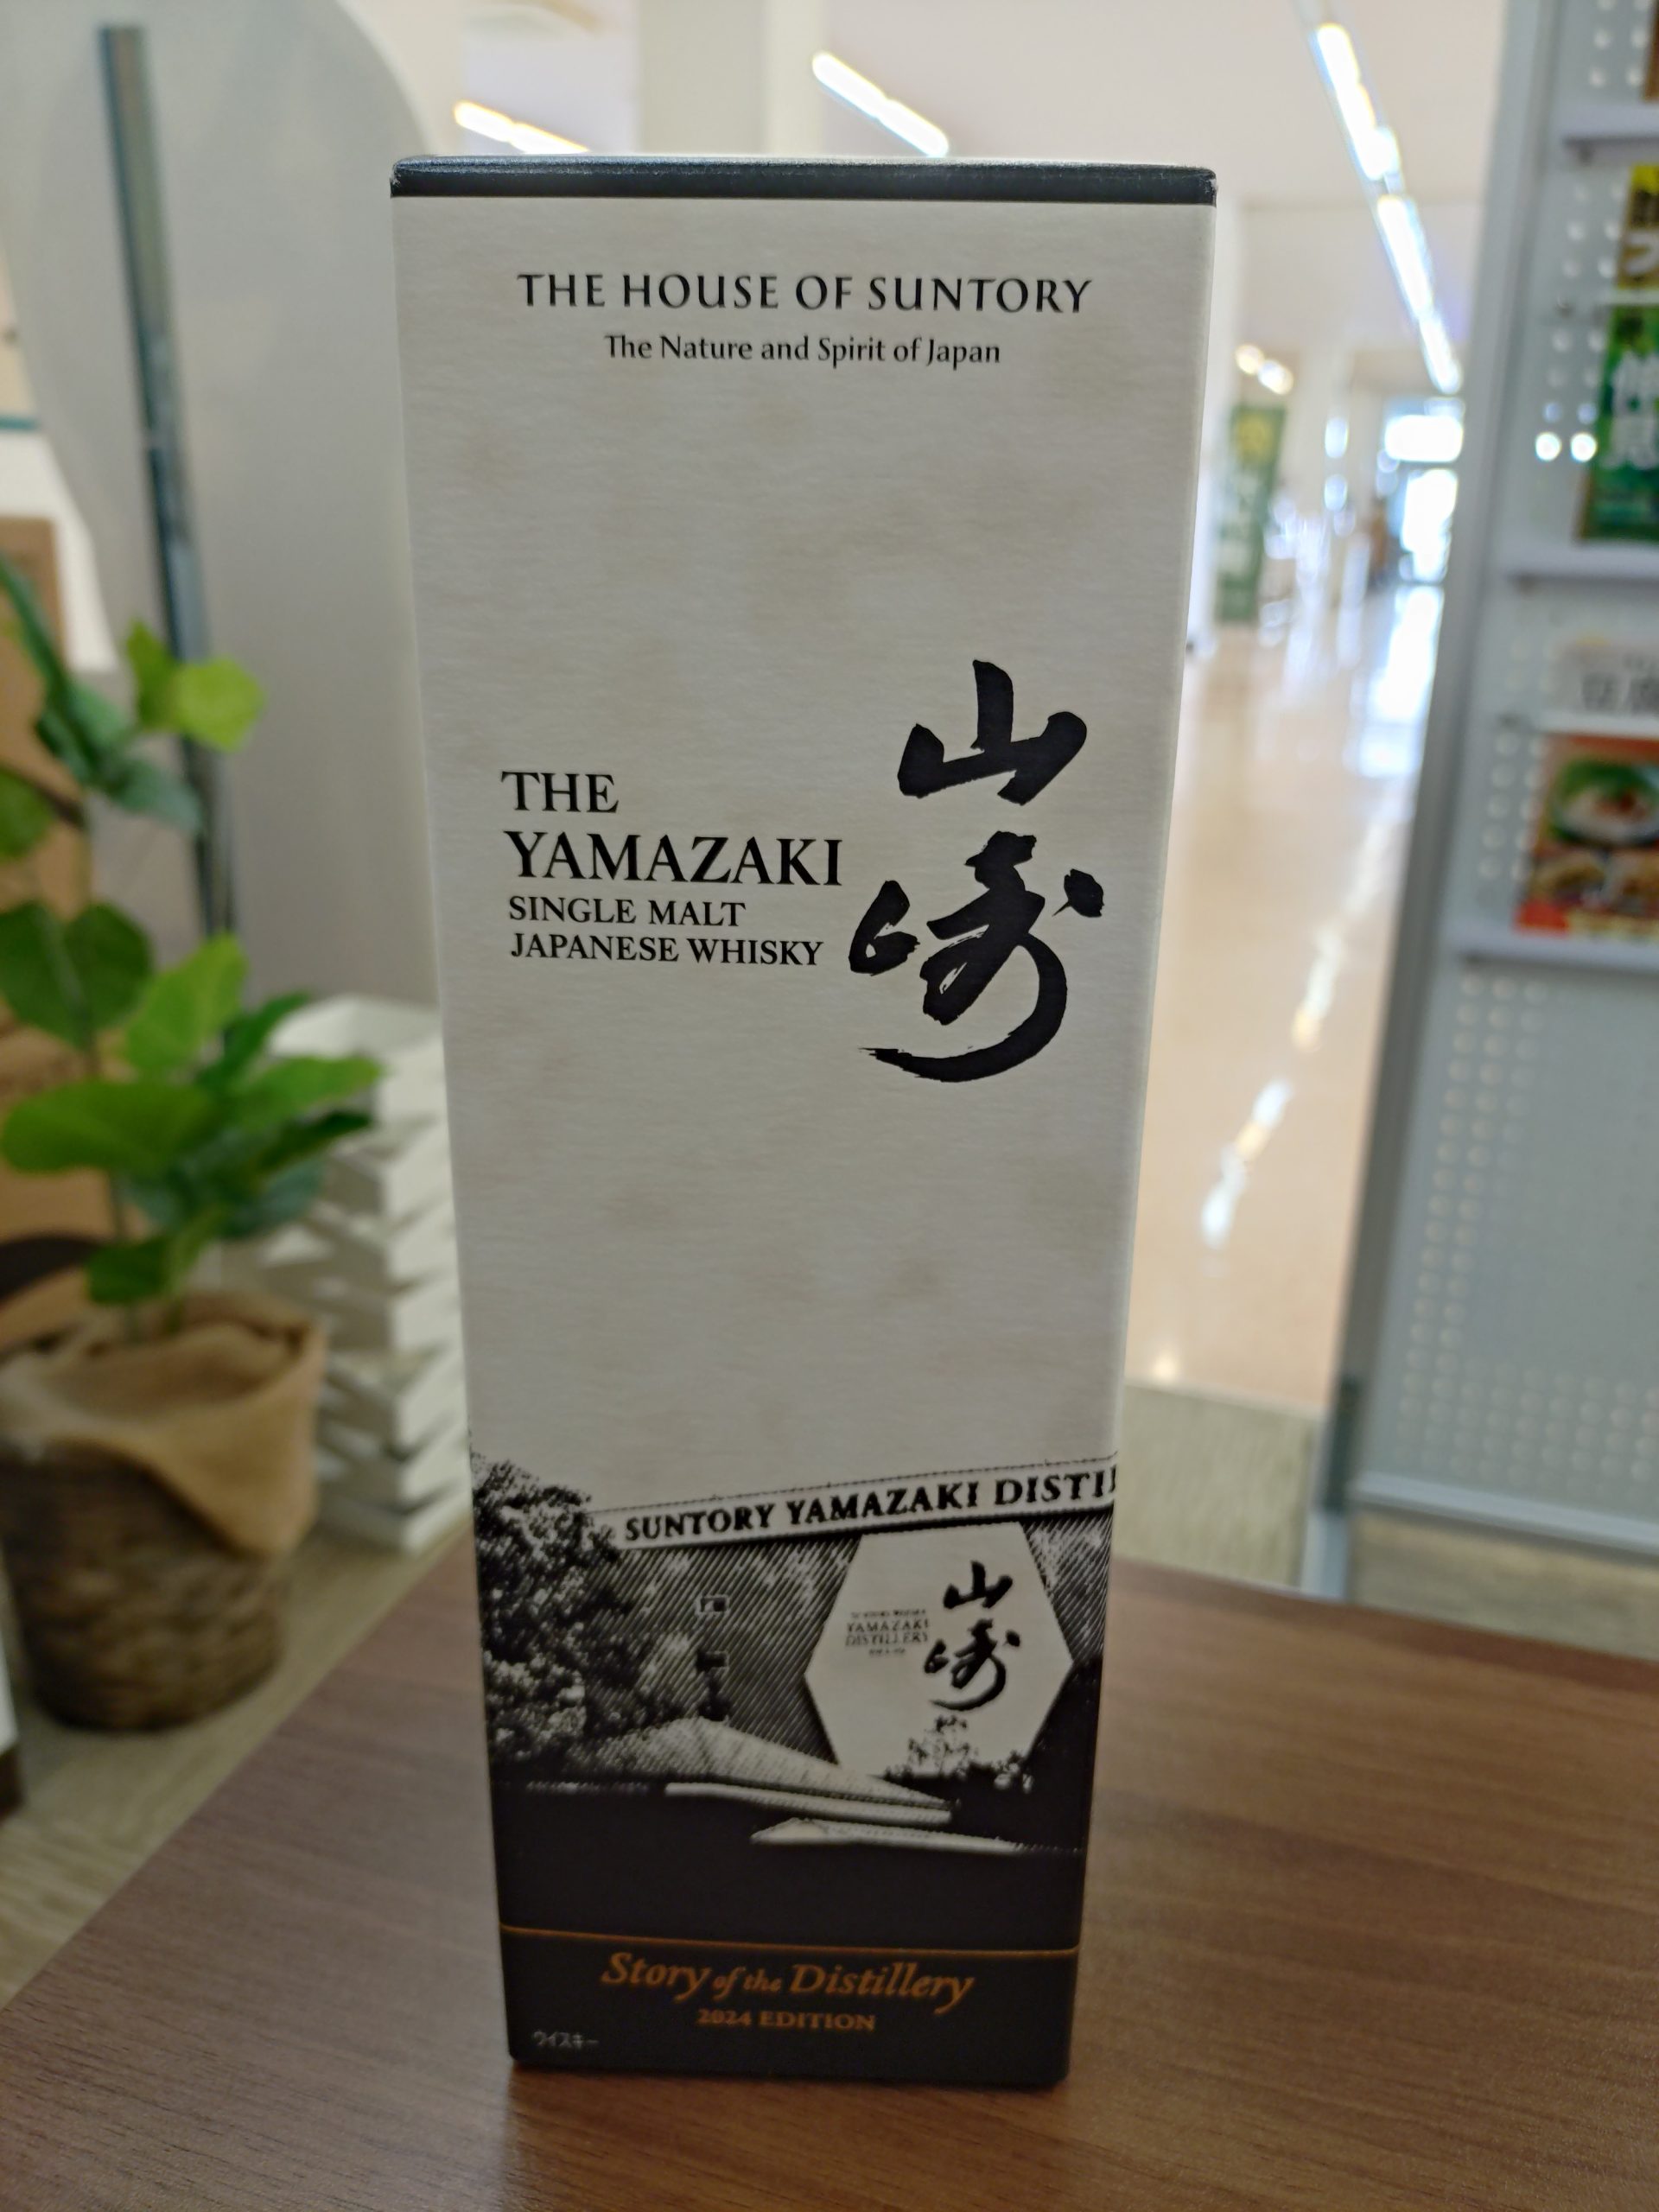 THE HOUSE OF SUNTORY
The Nature and Spirit of Japan
THE
YAMAZAKI
SINGLE MALT
JAPANESE WHISKY
山崎
SUNTORY YAMAZAKI DISTIL
YAMAZAKI
DISTILLERY
山崎
Story of the Distillery
2024 EDITION
ウイスキー